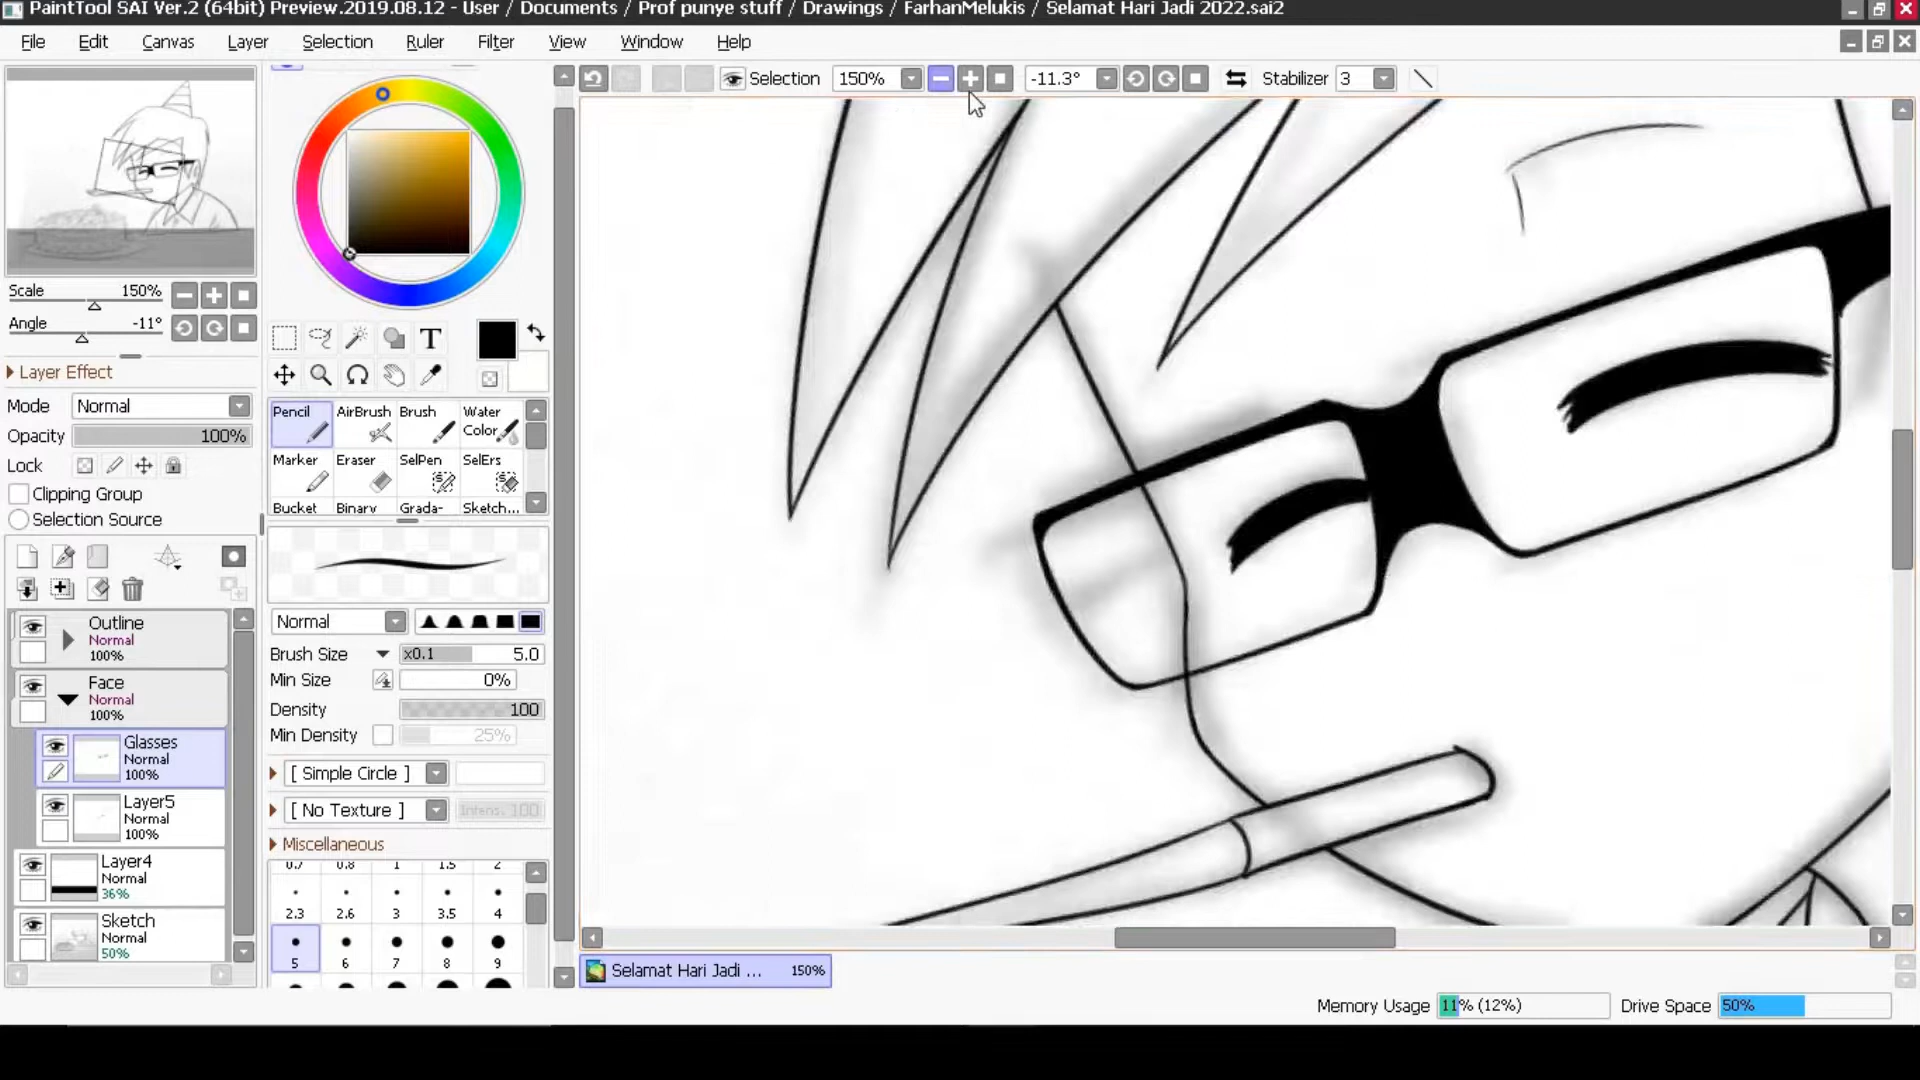 PaintTool SAI Ver.2 (64bit) Preview.2019.08.12 - User / Documents / Prof punye stuff / Drawings / FarhanMelukis / Selamat Hari Jadi 2022.sai2
File Edit Canvas Layer Selection Ruler Filter View Window Help
Selection 150% -11.3° Stabilizer 3
Scale 150%
Angle -11°
Layer Effect
Mode Normal
Opacity 100%
Lock
Clipping Group
Selection Source
T
Pencil AirBrush Brush Water Color
Marker Eraser SelPen SelErs
Bucket Binary Grada- Sketch...
Normal
Brush Size x0.1 5.0
Min Size 0%
Density 100
Min Density 25%
[ Simple Circle ]
[ No Texture ] Intens. 100
Miscellaneous
0.7 0.8 1 1.5 2
2.3 2.6 3 3.5 4
5 6 7 8 9
Outline
Normal
100%
Face
Normal
100%
Glasses
Normal
100%
Layer5
Normal
100%
Layer4
Normal
36%
Sketch
Normal
50%
Selamat Hari Jadi ... 150%
Memory Usage 11% (12%) Drive Space 50%